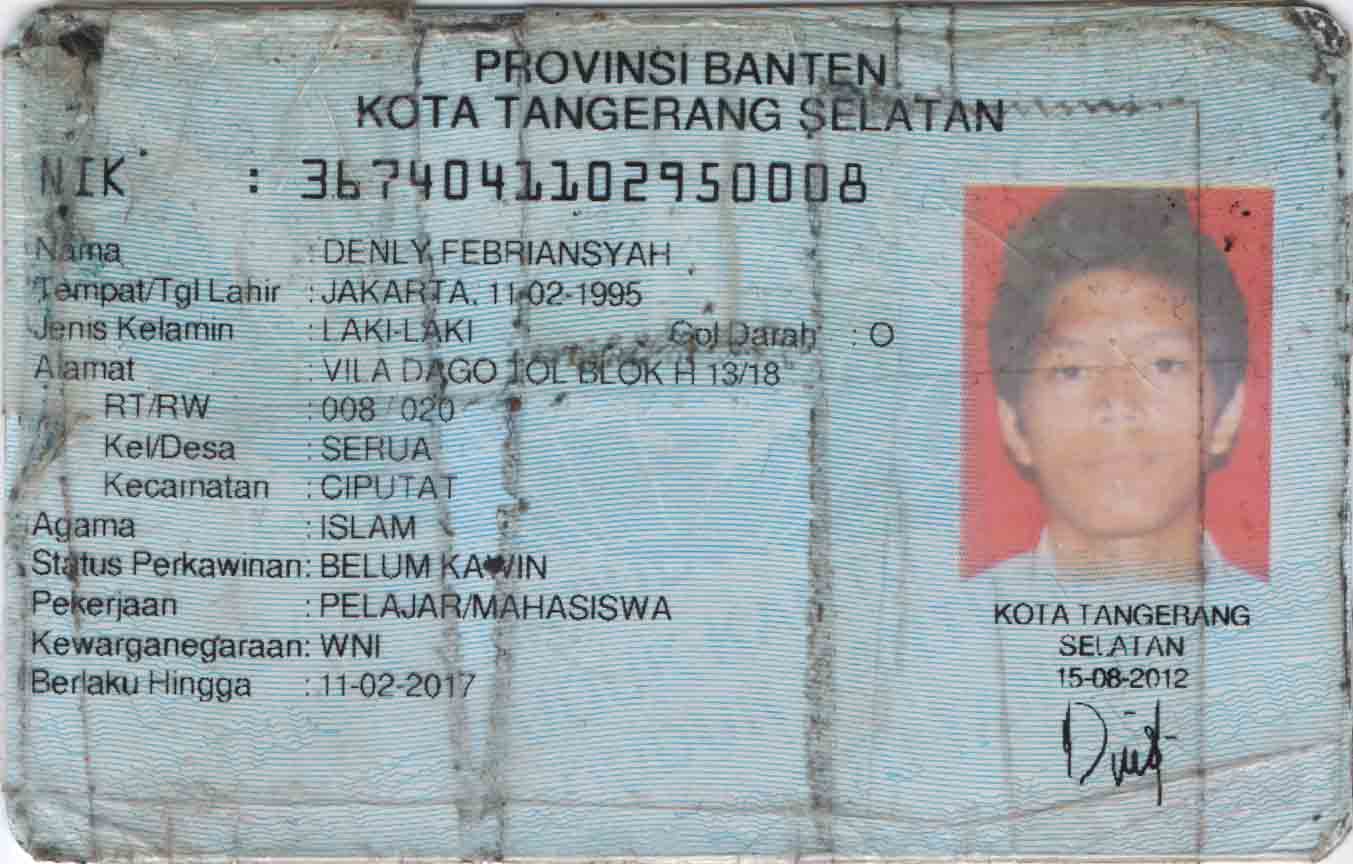 PROVINSI BANTEN
KOTA TANGERANG SELATAN
NIK : 3674041102950008
Nama : DENLY FEBRIANSYAH
Tempat/Tgl Lahir : JAKARTA, 11-02-1995
Jenis Kelamin : LAKI-LAKI Gol Darah : O
Alamat : VILA DAGO TOL BLOK H 13/18
RT/RW : 008 / 020
Kel/Desa : SERUA
Kecamatan : CIPUTAT
Agama : ISLAM
Status Perkawinan: BELUM KAWIN
Pekerjaan : PELAJAR/MAHASISWA
Kewarganegaraan: WNI
Berlaku Hingga : 11-02-2017
KOTA TANGERANG
SELATAN
15-08-2012